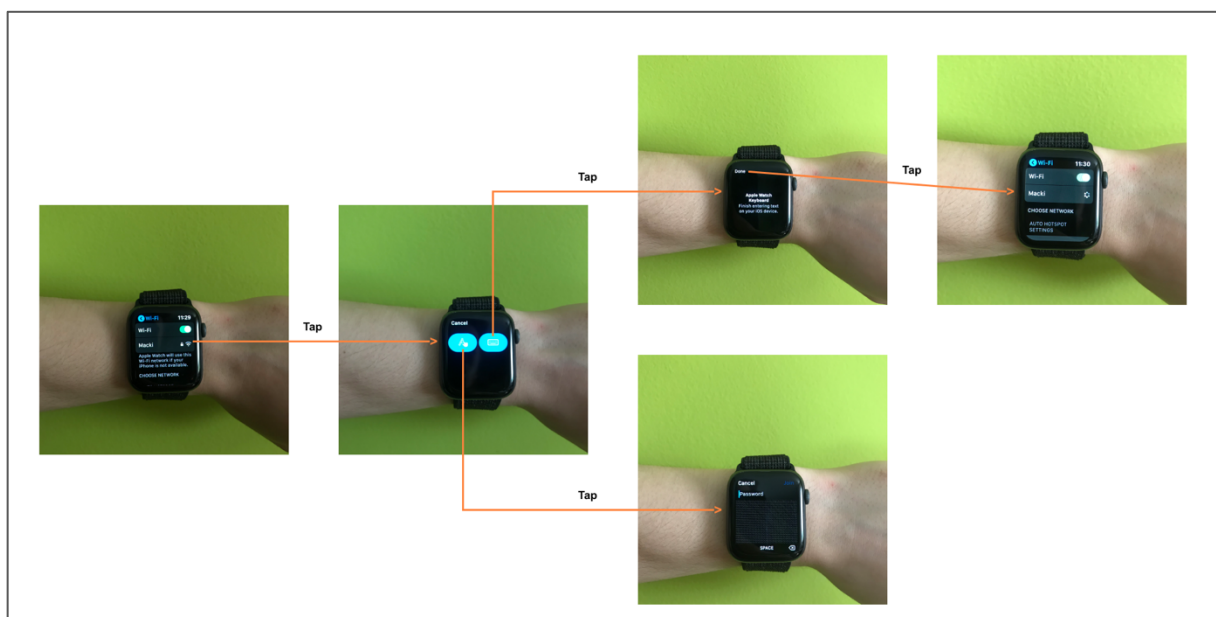 Wi-Fi 11:29
Wi-Fi
Macki
Apple Watch will use this
Wi-Fi network if your
iPhone is not available.
CHOOSE NETWORK
Tap
Cancel
Tap
Done
Apple Watch
Keyboard
Finish entering text
on your iOS device.
Tap
Wi-Fi 11:30
Wi-Fi
Macki
CHOOSE NETWORK
AUTO HOTSPOT
SETTINGS
Tap
Cancel
Password
SPACE